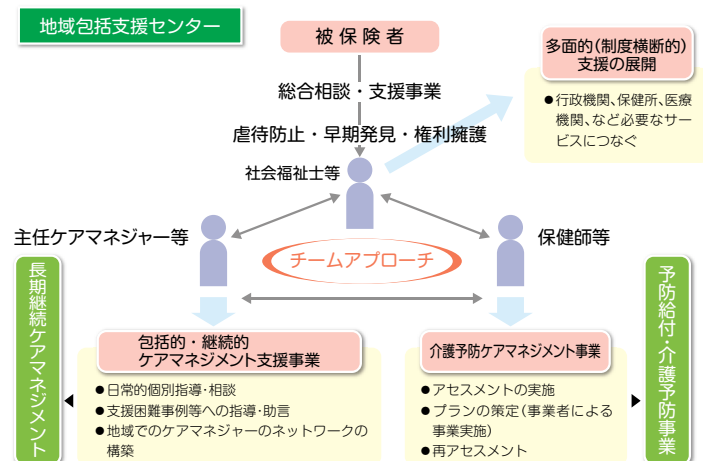 地域包括支援センター
被保険者
多面的(制度横断的)
支援の展開
●行政機関、保健所、医療
機関、など必要なサー
ビスにつなぐ
総合相談・支援事業
虐待防止・早期発見・権利擁護
社会福祉士等
主任ケアマネジャー等
保健師等
チームアプローチ
長期継続ケアマネジメント
包括的・継続的
ケアマネジメント支援事業
●日常的個別指導・相談
●支援困難事例等への指導・助言
●地域でのケアマネジャーのネットワークの
構築
介護予防ケアマネジメント事業
●アセスメントの実施
●プランの策定(事業者による
事業実施)
●再アセスメント
予防給付・介護予防事業